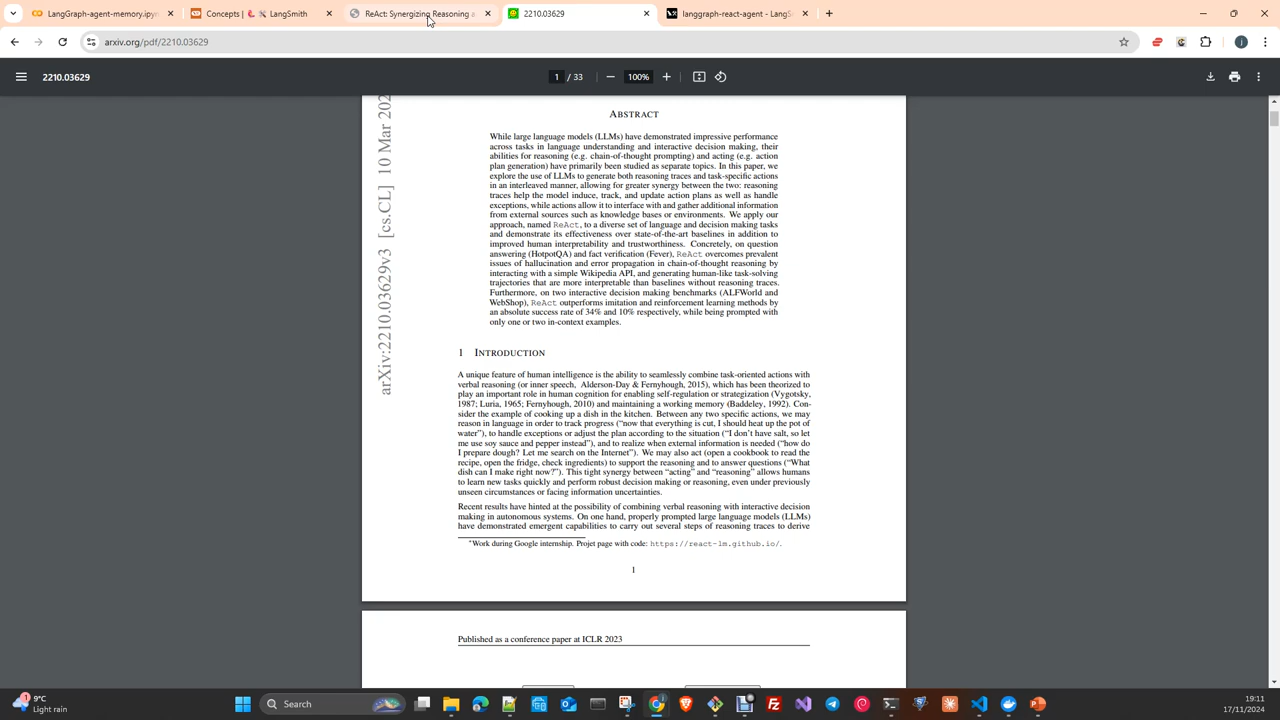 LangGraph-agent-memory.ipyn
Concepts | 🦜🛠️ LangSmith
ReAct: Synergizing Reasoning a
2210.03629
langgraph-react-agent - LangS
arxiv.org/pdf/2210.03629
2210.03629
1 / 33
100%
arXiv:2210.03629v3 [cs.CL] 10 Mar 202
ABSTRACT
While large language models (LLMs) have demonstrated impressive performance
across tasks in language understanding and interactive decision making, their
abilities for reasoning (e.g. chain-of-thought prompting) and acting (e.g. action
plan generation) have primarily been studied as separate topics. In this paper, we
explore the use of LLMs to generate both reasoning traces and task-specific actions
in an interleaved manner, allowing for greater synergy between the two: reasoning
traces help the model induce, track, and update action plans as well as handle
exceptions, while actions allow it to interface with and gather additional information
from external sources such as knowledge bases or environments. We apply our
approach, named ReAct, to a diverse set of language and decision making tasks
and demonstrate its effectiveness over state-of-the-art baselines in addition to
improved human interpretability and trustworthiness. Concretely, on question
answering (HotpotQA) and fact verification (Fever), ReAct overcomes prevalent
issues of hallucination and error propagation in chain-of-thought reasoning by
interacting with a simple Wikipedia API, and generating human-like task-solving
trajectories that are more interpretable than baselines without reasoning traces.
Furthermore, on two interactive decision making benchmarks (ALFWorld and
WebShop), ReAct outperforms imitation and reinforcement learning methods by
an absolute success rate of 34% and 10% respectively, while being prompted with
only one or two in-context examples.
1 INTRODUCTION
A unique feature of human intelligence is the ability to seamlessly combine task-oriented actions with
verbal reasoning (or inner speech, Alderson-Day & Fernyhough, 2015), which has been theorized to
play an important role in human cognition for enabling self-regulation or strategization (Vygotsky,
1987; Luria, 1965; Fernyhough, 2010) and maintaining a working memory (Baddeley, 1992). Con-
sider the example of cooking up a dish in the kitchen. Between any two specific actions, we may
reason in language in order to track progress (“now that everything is cut, I should heat up the pot of
water”), to handle exceptions or adjust the plan according to the situation (“I don’t have salt, so let
me use soy sauce and pepper instead”), and to realize when external information is needed (“how do
I prepare dough? Let me search on the Internet”). We may also act (open a cookbook to read the
recipe, open the fridge, check ingredients) to support the reasoning and to answer questions (“What
dish can I make right now?”). This tight synergy between “acting” and “reasoning” allows humans
to learn new tasks quickly and perform robust decision making or reasoning, even under previously
unseen circumstances or facing information uncertainties.
Recent results have hinted at the possibility of combining verbal reasoning with interactive decision
making in autonomous systems. On one hand, properly prompted large language models (LLMs)
have demonstrated emergent capabilities to carry out several steps of reasoning traces to derive
*Work during Google internship. Projet page with code: https://react-lm.github.io/.
1
Published as a conference paper at ICLR 2023
9°C
Light rain
Search
19:11
17/11/2024